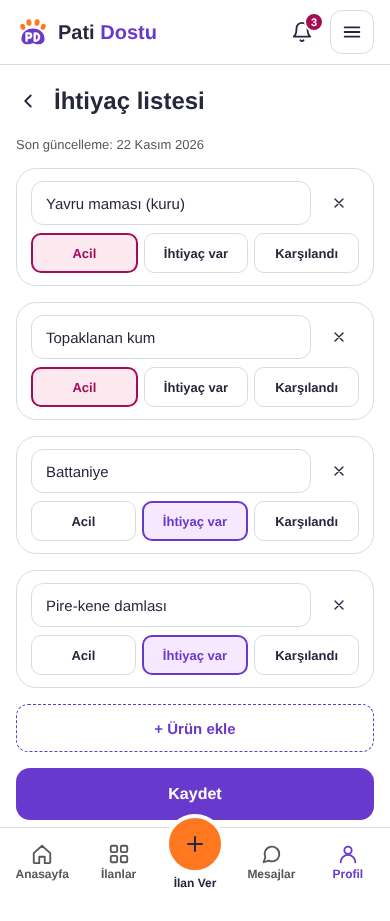 PD
Pati Dostu
3
İhtiyaç listesi
Son güncelleme: 22 Kasım 2026
Yavru maması (kuru)
Acil İhtiyaç var Karşılandı
Topaklanan kum
Acil İhtiyaç var Karşılandı
Battaniye
Acil İhtiyaç var Karşılandı
Pire-kene damlası
Acil İhtiyaç var Karşılandı
+ Ürün ekle
Kaydet
Anasayfa İlanlar İlan Ver Mesajlar Profil